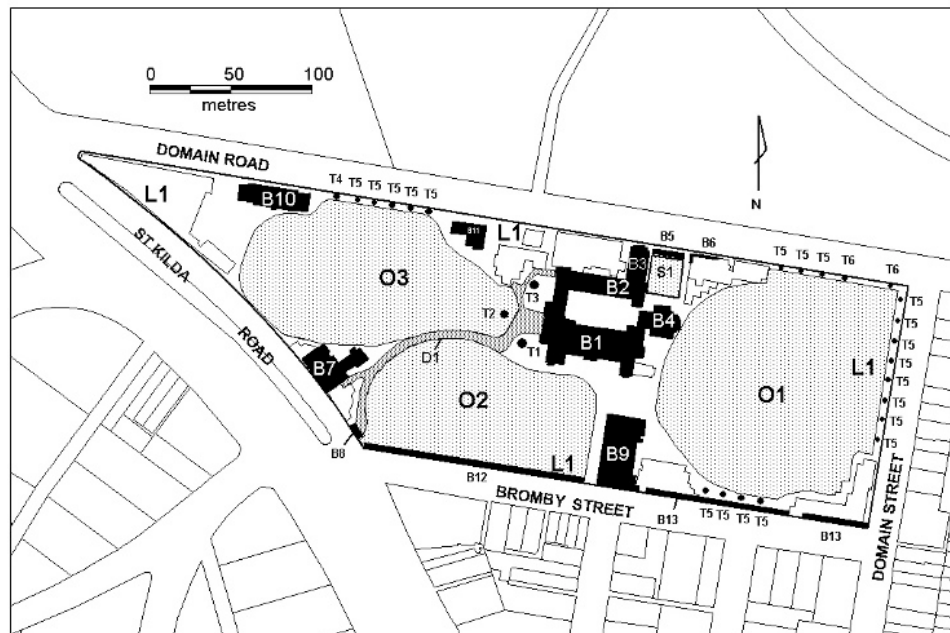 0 50 100
metres
N
DOMAIN ROAD
T4 T5 T5 T5 T5 T5
L1
B10
B11
L1
B5
B6
T5 T5 T5 T6
T6
T5
T5
T5
T5
T5
T5
T5
ST.KILDA
ROAD
O3
T2
T3
B2
B3
S1
B4
B1
T1
D1
B7
O2
O1
L1
B8
B12
L1
B9
BROMBY STREET
B13
T5 T5 T5 T5
B13
DOMAIN STREET